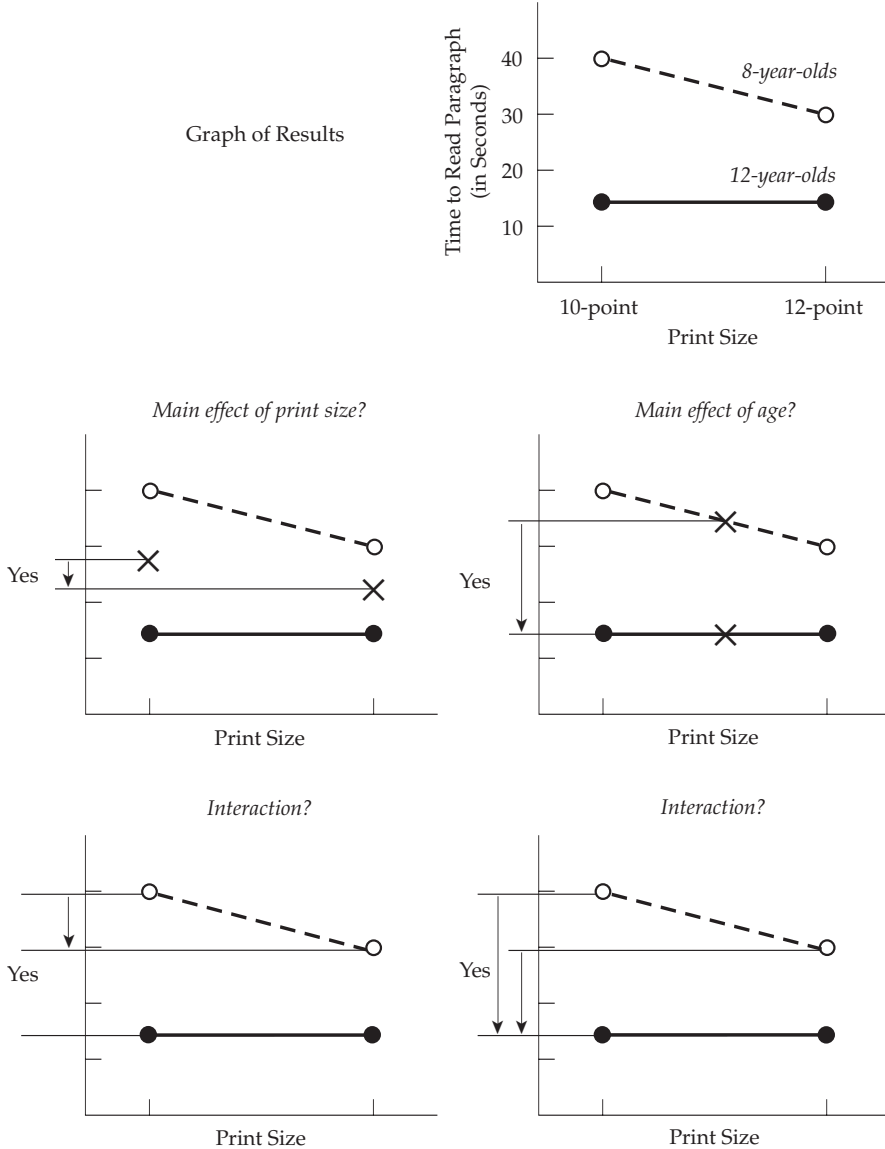 Graph of Results
Time to Read Paragraph
(in Seconds)
40
30
20
10
8-year-olds
12-year-olds
10-point
12-point
Print Size
Main effect of print size?
Yes
Print Size
Main effect of age?
Yes
Print Size
Interaction?
Yes
Print Size
Interaction?
Yes
Print Size